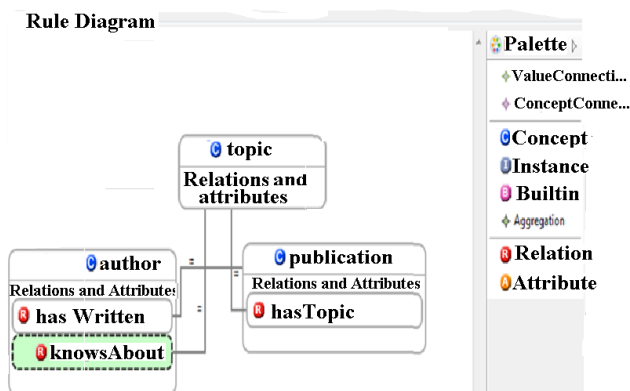 Rule Diagram
Palette
ValueConnecti...
ConceptConne...
C Concept
I Instance
B Builtin
Aggregation
R Relation
A Attribute
C topic
Relations and
attributes
C author
Relations and Attributes
R has Written
R knowsAbout
C publication
Relations and Attributes
R hasTopic
=
=
=